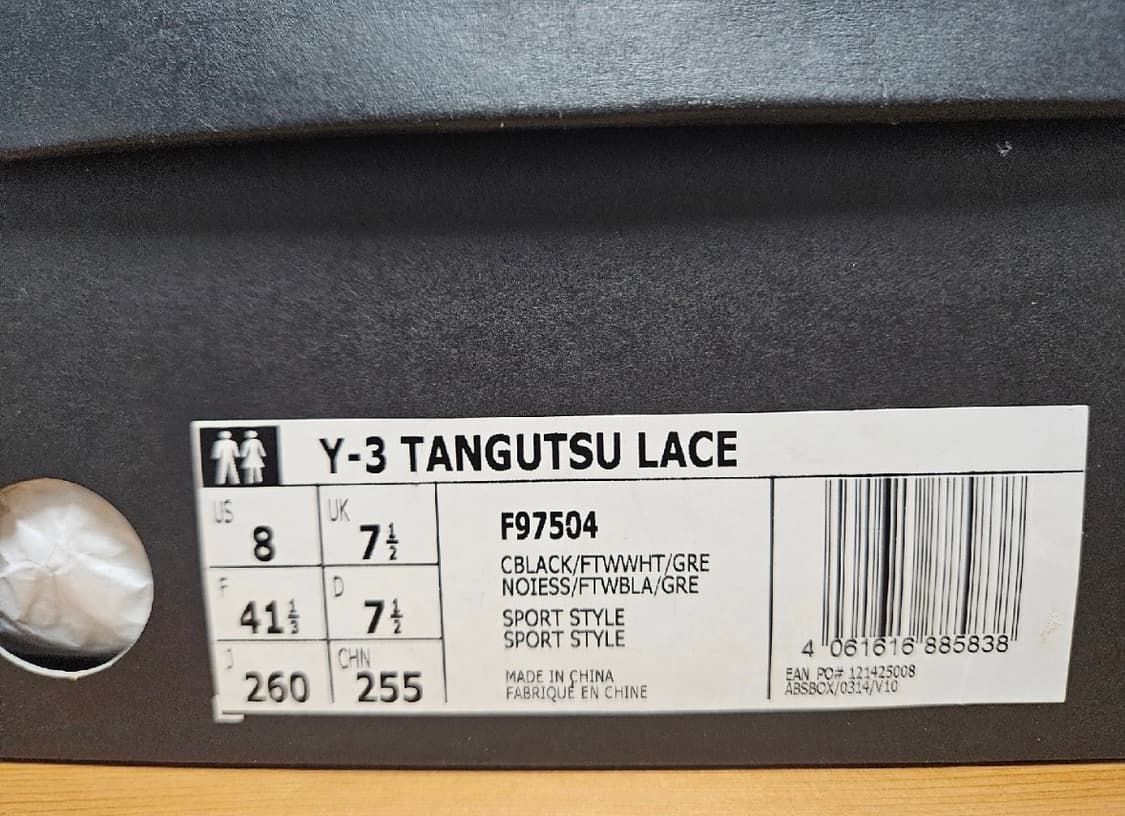 Y-3 TANGUTSU LACE
US 8
UK 7½
F 41⅓
D 7½
J 260
CHN 255
F97504
CBLACK/FTWWHT/GRE
NOIESS/FTWBLA/GRE
SPORT STYLE
SPORT STYLE
MADE IN CHINA
FABRIQUÉ EN CHINE
4 061616 885838
EAN PO# 121425008
ABSBOX/0314/V10